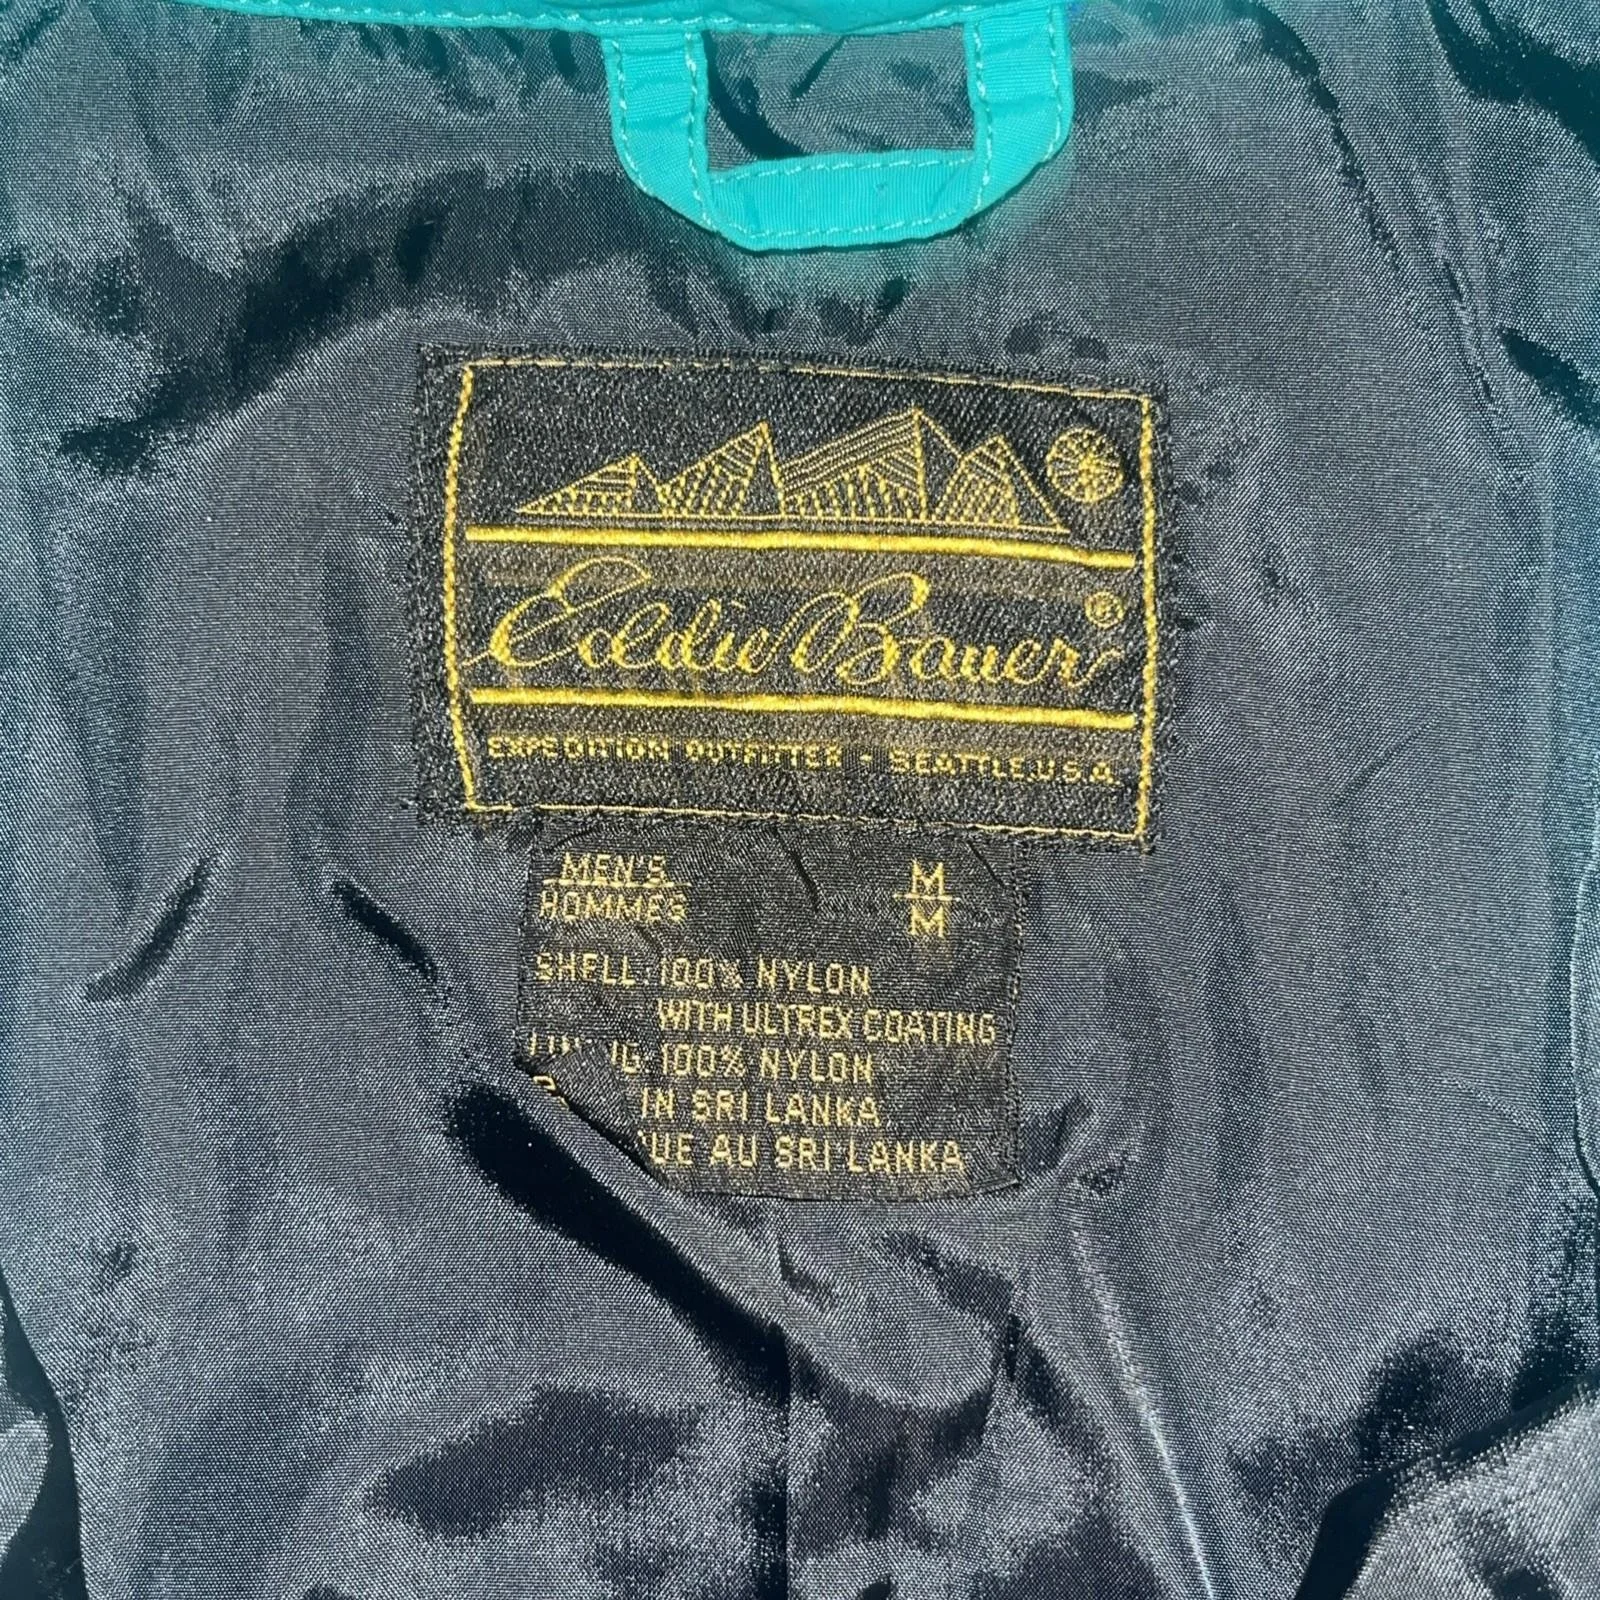 Eddie Bauer ®
EXPEDITION OUTFITTER - SEATTLE, U.S.A.
MEN'S M
HOMMES M
SHELL: 100% NYLON
WITH ULTREX COATING
100% NYLON
IN SRI LANKA
AU SRI LANKA